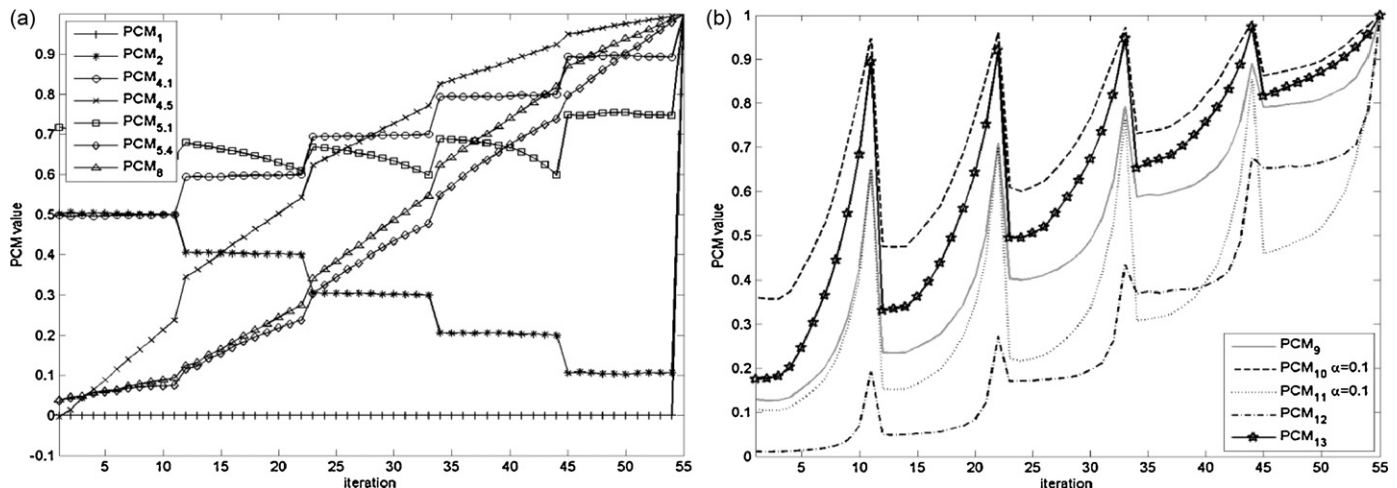 (a)
PCM1
PCM2
PCM4.1
PCM4.5
PCM5.1
PCM5.4
PCM8
PCM value
0.9
0.8
0.7
0.6
0.5
0.4
0.3
0.2
0.1
0
-0.1
5 10 15 20 25 30 35 40 45 50 55
iteration
(b)
PCM value
1
0.9
0.8
0.7
0.6
0.5
0.4
0.3
0.2
0.1
0
PCM9
PCM10 α=0.1
PCM11 α=0.1
PCM12
PCM13
5 10 15 20 25 30 35 40 45 50 55
iteration